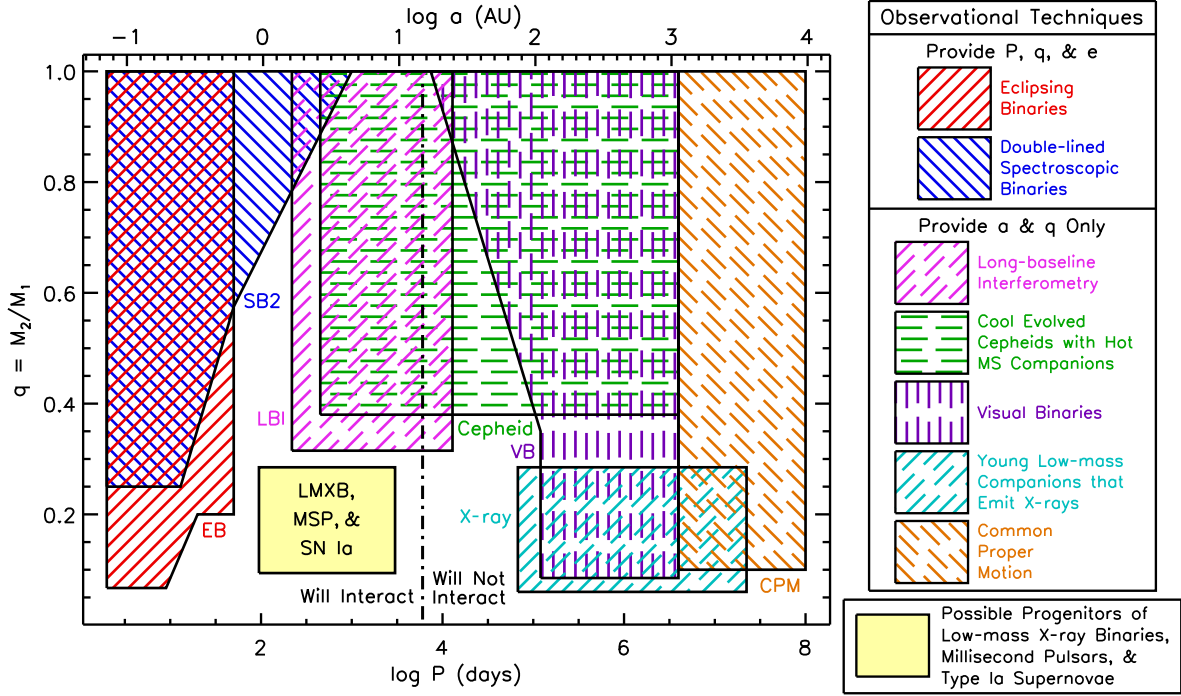 log a (AU)
−1 0 1 2 3 4
1.0
0.8
0.6
0.4
0.2
q = M₂/M₁
SB2
LBI
Cepheid
VB
X-ray
EB
CPM
LMXB,
MSP, &
SN Ia
Will Interact
Will Not
Interact
2 4 6 8
log P (days)
Observational Techniques
Provide P, q, & e
Eclipsing
Binaries
Double-lined
Spectroscopic
Binaries
Provide a & q Only
Long-baseline
Interferometry
Cool Evolved
Cepheids with Hot
MS Companions
Visual Binaries
Young Low-mass
Companions that
Emit X-rays
Common
Proper
Motion
Possible Progenitors of
Low-mass X-ray Binaries,
Millisecond Pulsars, &
Type Ia Supernovae